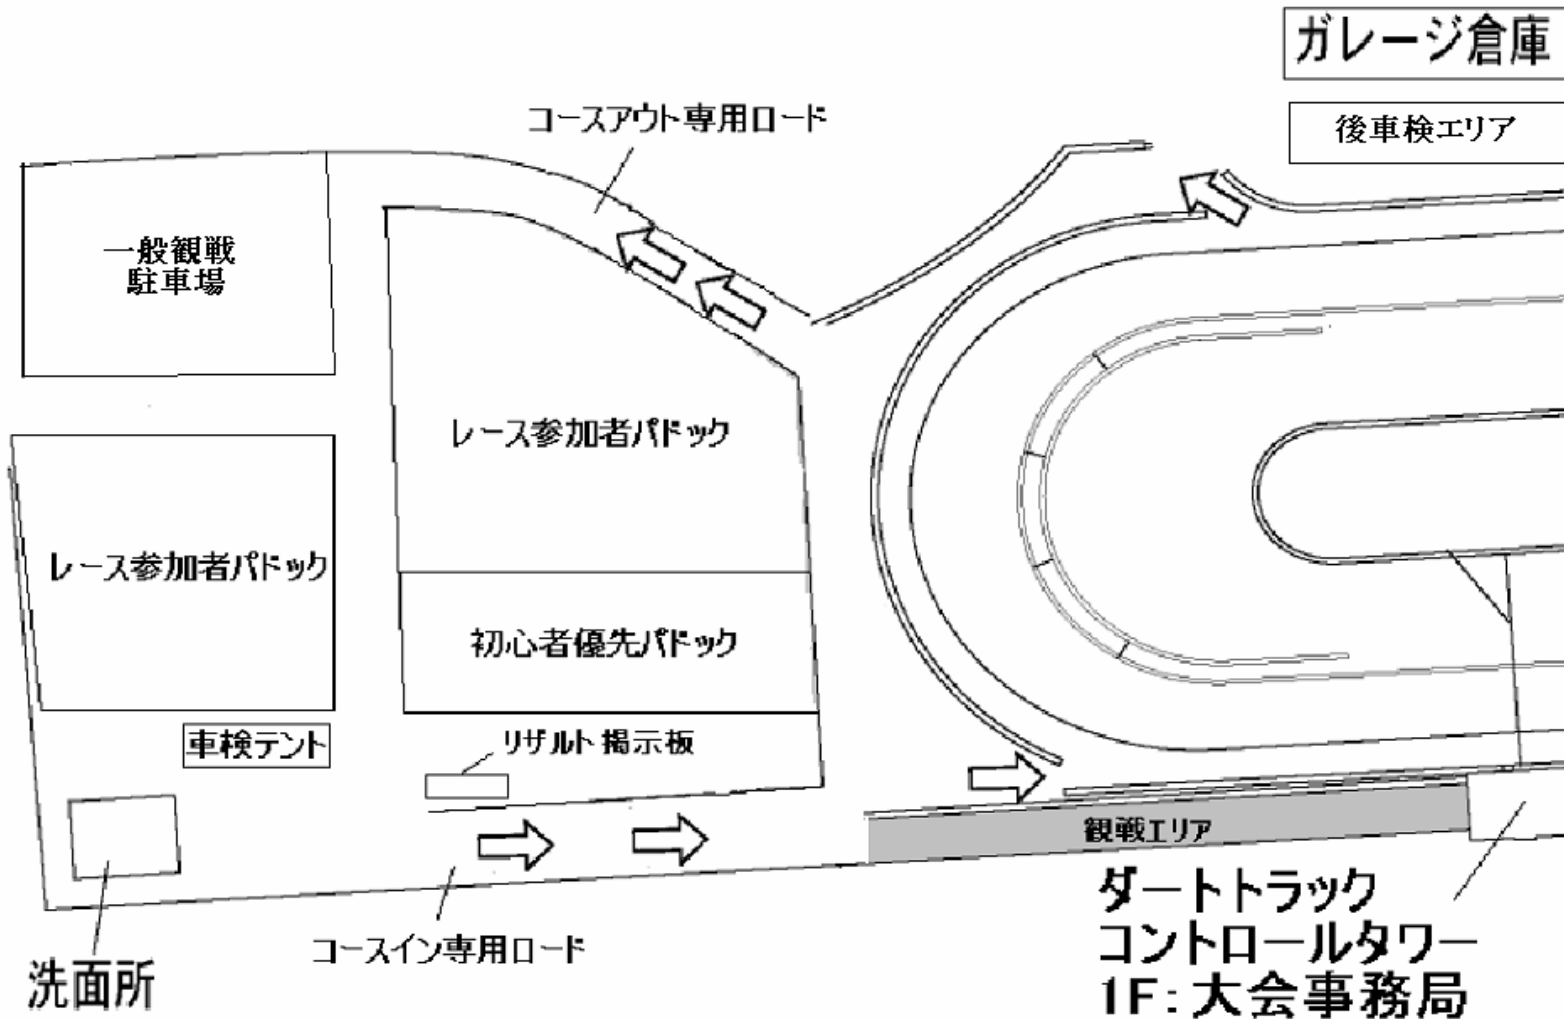 ガレージ倉庫
コースアウト専用ロード
後車検エリア
一般観戦
駐車場
レース参加者パドック
レース参加者パドック
初心者優先パドック
車検テント
リザルト掲示板
観戦エリア
ダートトラック
コントロールタワー
1F:大会事務局
コースイン専用ロード
洗面所